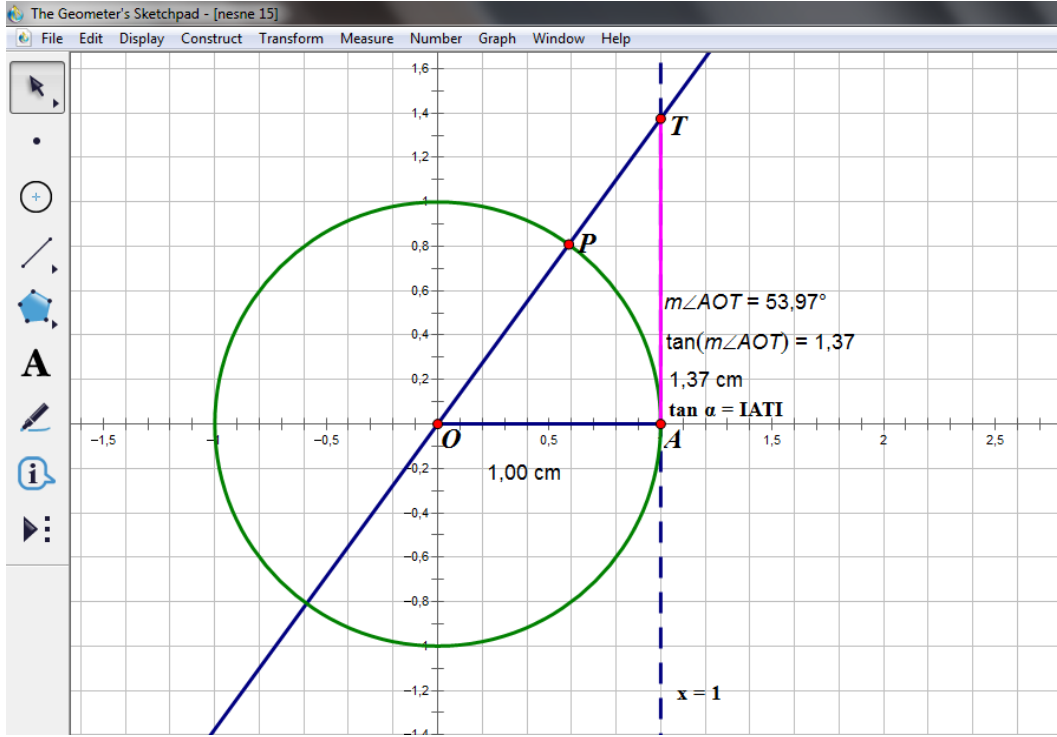 The Geometer's Sketchpad - [nesne 15]
File Edit Display Construct Transform Measure Number Graph Window Help
1,6
1,4
T
1,2
1
0,8
P
0,6
m∠AOT = 53,97°
0,4
tan(m∠AOT) = 1,37
0,2
1,37 cm
tan α = IATI
A
−1,5 −1 −0,5 O 0,5 A 1,5 2 2,5
−0,2
1,00 cm
−0,4
−0,6
−0,8
−1
−1,2
x = 1
−1,4